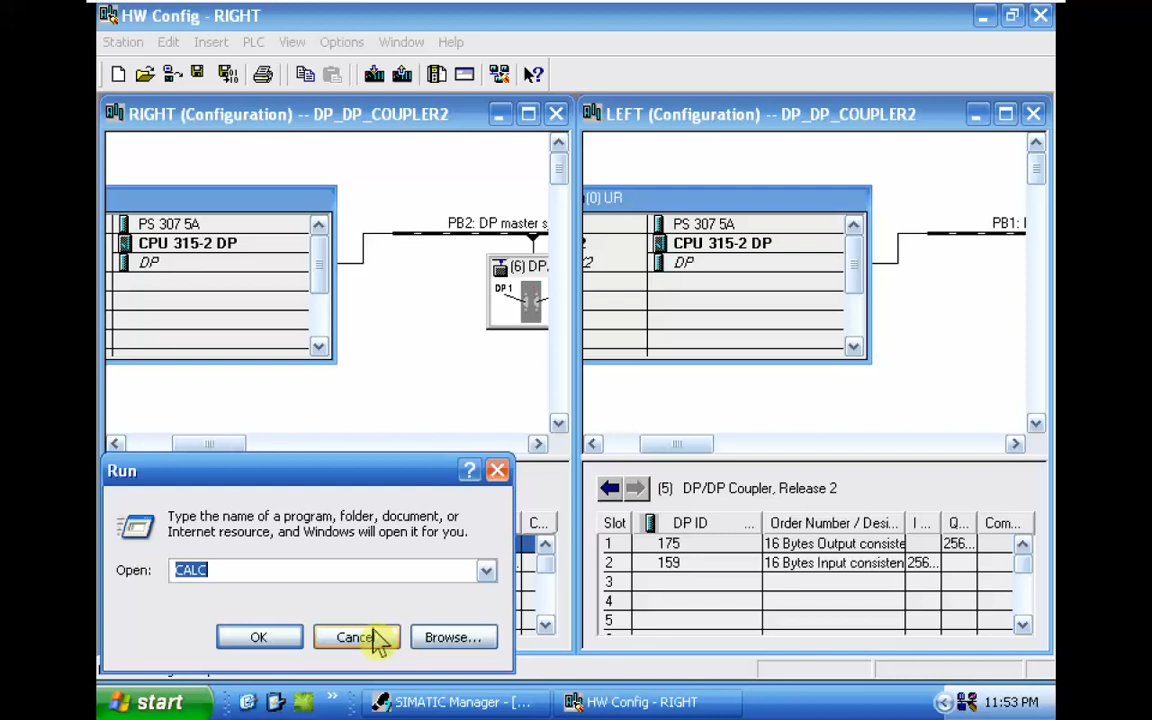 HW Config - RIGHT
Station Edit Insert PLC View Options Window Help
RIGHT (Configuration) -- DP_DP_COUPLER2
PS 307 5A
CPU 315-2 DP
DP
PB2: DP master s
(6) DP/
DP 1
LEFT (Configuration) -- DP_DP_COUPLER2
(0) UR
PS 307 5A
CPU 315-2 DP
DP
PB1:
Run
Type the name of a program, folder, document, or
Internet resource, and Windows will open it for you.
Open: CALC
OK Cancel Browse...
C...
(5) DP/DP Coupler, Release 2
Slot DP ID ... Order Number / Desi... I ... Q... Com...
1 175 16 Bytes Output consiste 256...
2 159 16 Bytes Input consisten 256...
3
4
5
start SIMATIC Manager - [... HW Config - RIGHT 11:53 PM